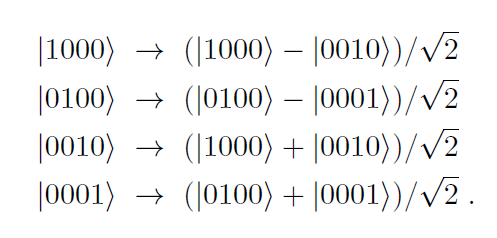 |1000⟩ → (|1000⟩ − |0010⟩)/√2
|0100⟩ → (|0100⟩ − |0001⟩)/√2
|0010⟩ → (|1000⟩ + |0010⟩)/√2
|0001⟩ → (|0100⟩ + |0001⟩)/√2 .